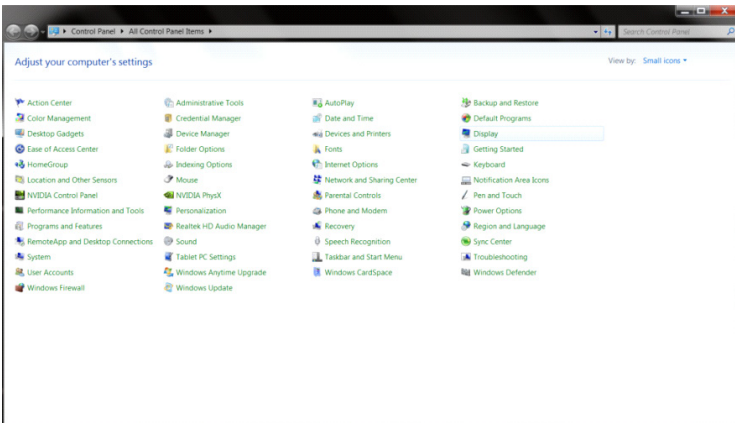 Control Panel ▸ All Control Panel Items ▸ Search Control Panel
Adjust your computer's settings View by: Small icons
Action Center Administrative Tools AutoPlay Backup and Restore
Color Management Credential Manager Date and Time Default Programs
Desktop Gadgets Device Manager Devices and Printers Display
Ease of Access Center Folder Options Fonts Getting Started
HomeGroup Indexing Options Internet Options Keyboard
Location and Other Sensors Mouse Network and Sharing Center Notification Area Icons
NVIDIA Control Panel NVIDIA PhysX Parental Controls Pen and Touch
Performance Information and Tools Personalization Phone and Modem Power Options
Programs and Features Realtek HD Audio Manager Recovery Region and Language
RemoteApp and Desktop Connections Sound Speech Recognition Sync Center
System Tablet PC Settings Taskbar and Start Menu Troubleshooting
User Accounts Windows Anytime Upgrade Windows CardSpace Windows Defender
Windows Firewall Windows Update